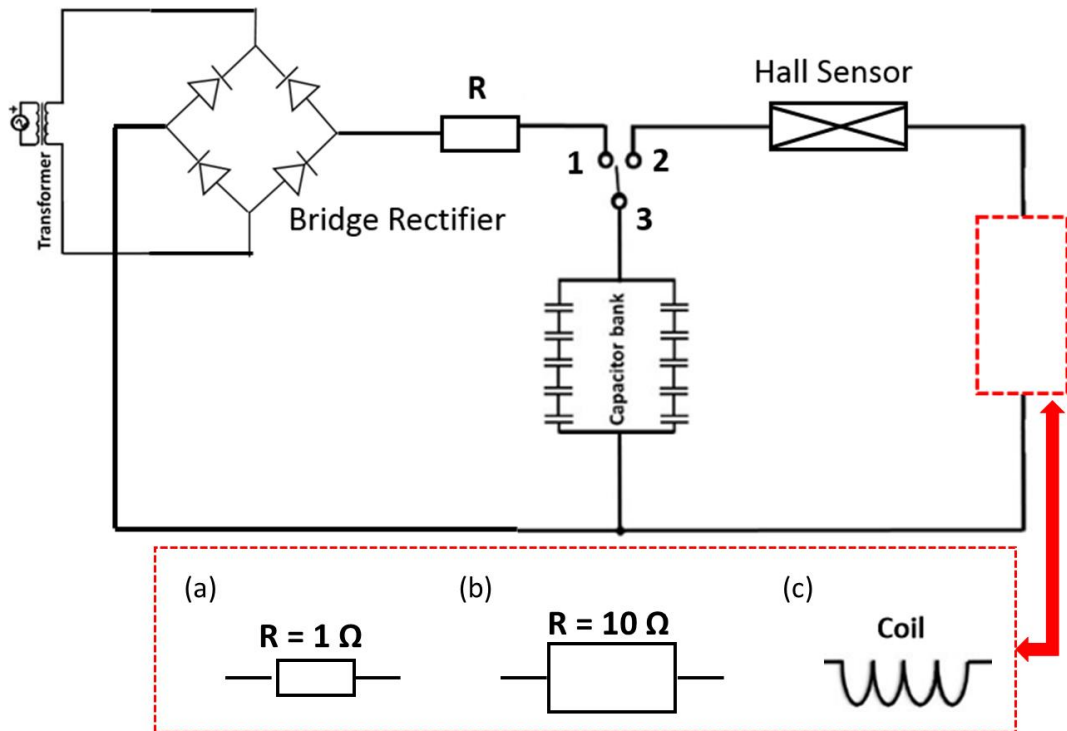 Transformer
+
Bridge Rectifier
R
1
2
3
Hall Sensor
Capacitor bank
(a)
R = 1 Ω
(b)
R = 10 Ω
(c)
Coil